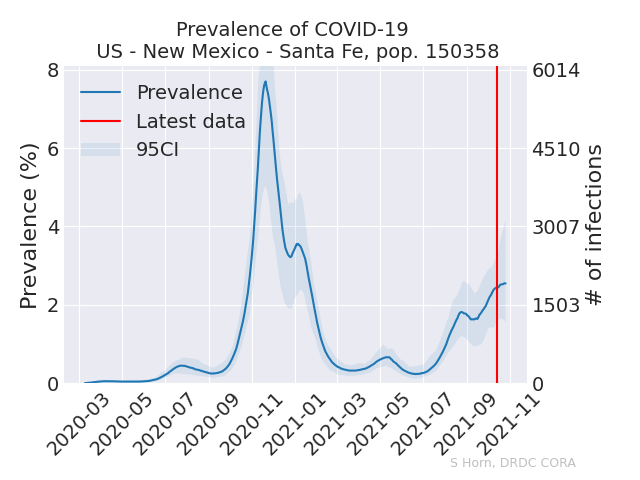 Prevalence of COVID-19
US - New Mexico - Santa Fe, pop. 150358
Prevalence
Latest data
95CI
Prevalence (%)
8
6
4
2
0
6014
4510
3007
1503
0
# of infections
2020-03
2020-05
2020-07
2020-09
2020-11
2021-01
2021-03
2021-05
2021-07
2021-09
2021-11
S Horn, DRDC CORA